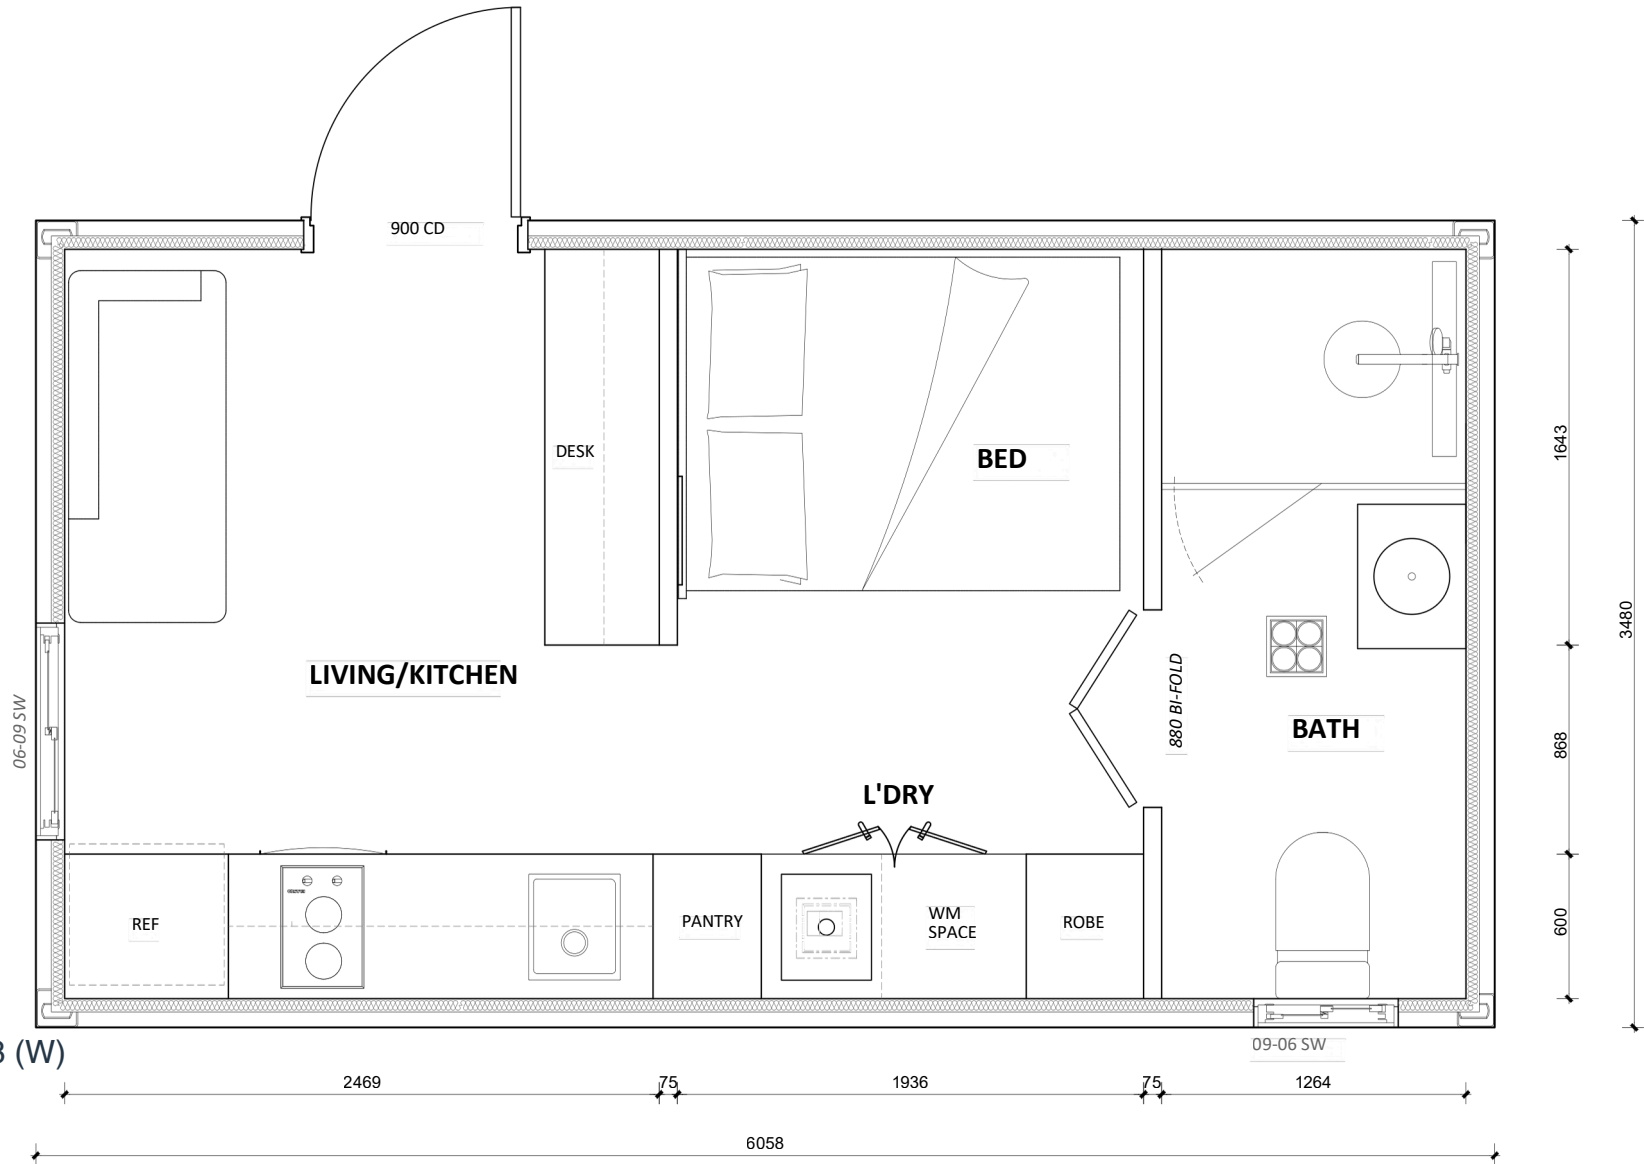 900 CD
DESK
BED
1643
3480
LIVING/KITCHEN
880 BI-FOLD
BATH
06-09 SW
868
L'DRY
REF
PANTRY
WM
SPACE
ROBE
600
3 (W)
09-06 SW
2469
75
1936
75
1264
6058